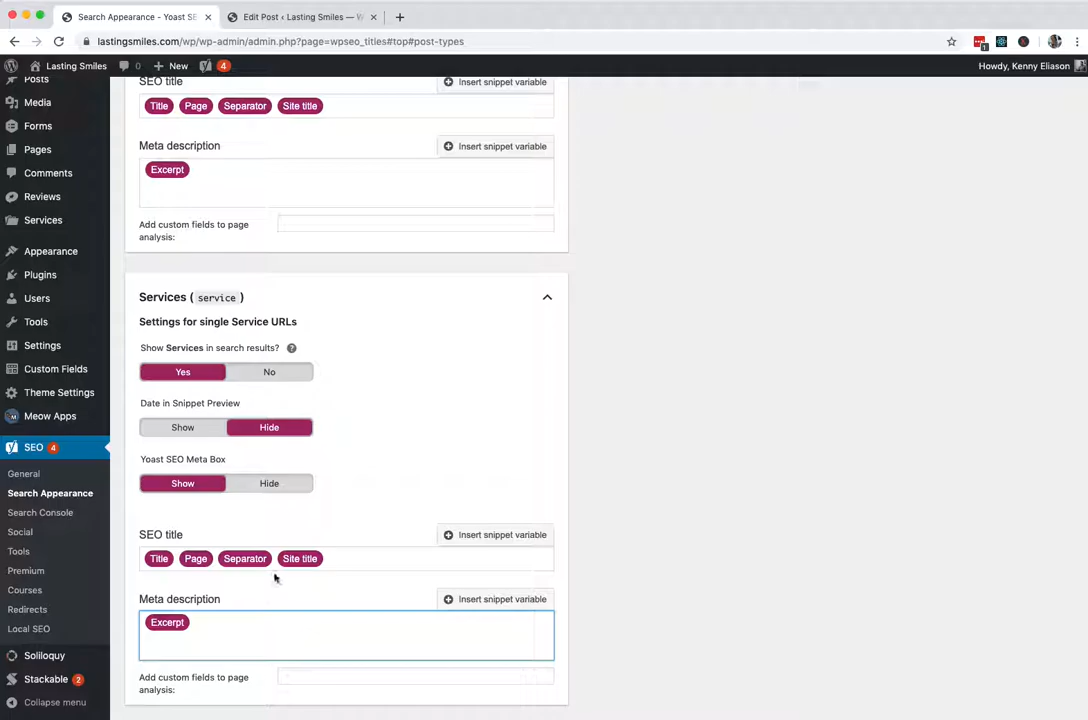 Search Appearance - Yoast SE
Edit Post ‹ Lasting Smiles — W
lastingsmiles.com/wp/wp-admin/admin.php?page=wpseo_titles#top#post-types
1
Lasting Smiles
0
New
4
Howdy, Kenny Eliason
Posts
Media
Forms
Pages
Comments
Reviews
Services
Appearance
Plugins
Users
Tools
Settings
Custom Fields
Theme Settings
Meow Apps
SEO 4
General
Search Appearance
Search Console
Social
Tools
Premium
Courses
Redirects
Local SEO
Soliloquy
Stackable 2
Collapse menu
SEO title
Insert snippet variable
Title Page Separator Site title
Meta description
Insert snippet variable
Excerpt
Add custom fields to page
analysis:
Services ( service )
Settings for single Service URLs
Show Services in search results? ?
Yes No
Date in Snippet Preview
Show Hide
Yoast SEO Meta Box
Show Hide
SEO title
Insert snippet variable
Title Page Separator Site title
Meta description
Insert snippet variable
Excerpt
Add custom fields to page
analysis: